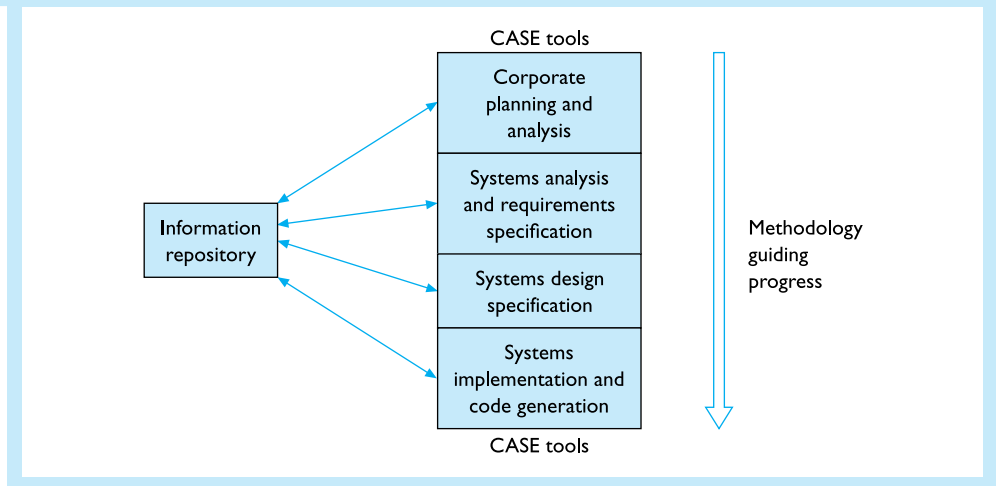 CASE tools
Corporate
planning and
analysis
Systems analysis
and requirements
specification
Information
repository
Methodology
guiding
progress
Systems design
specification
Systems
implementation and
code generation
CASE tools